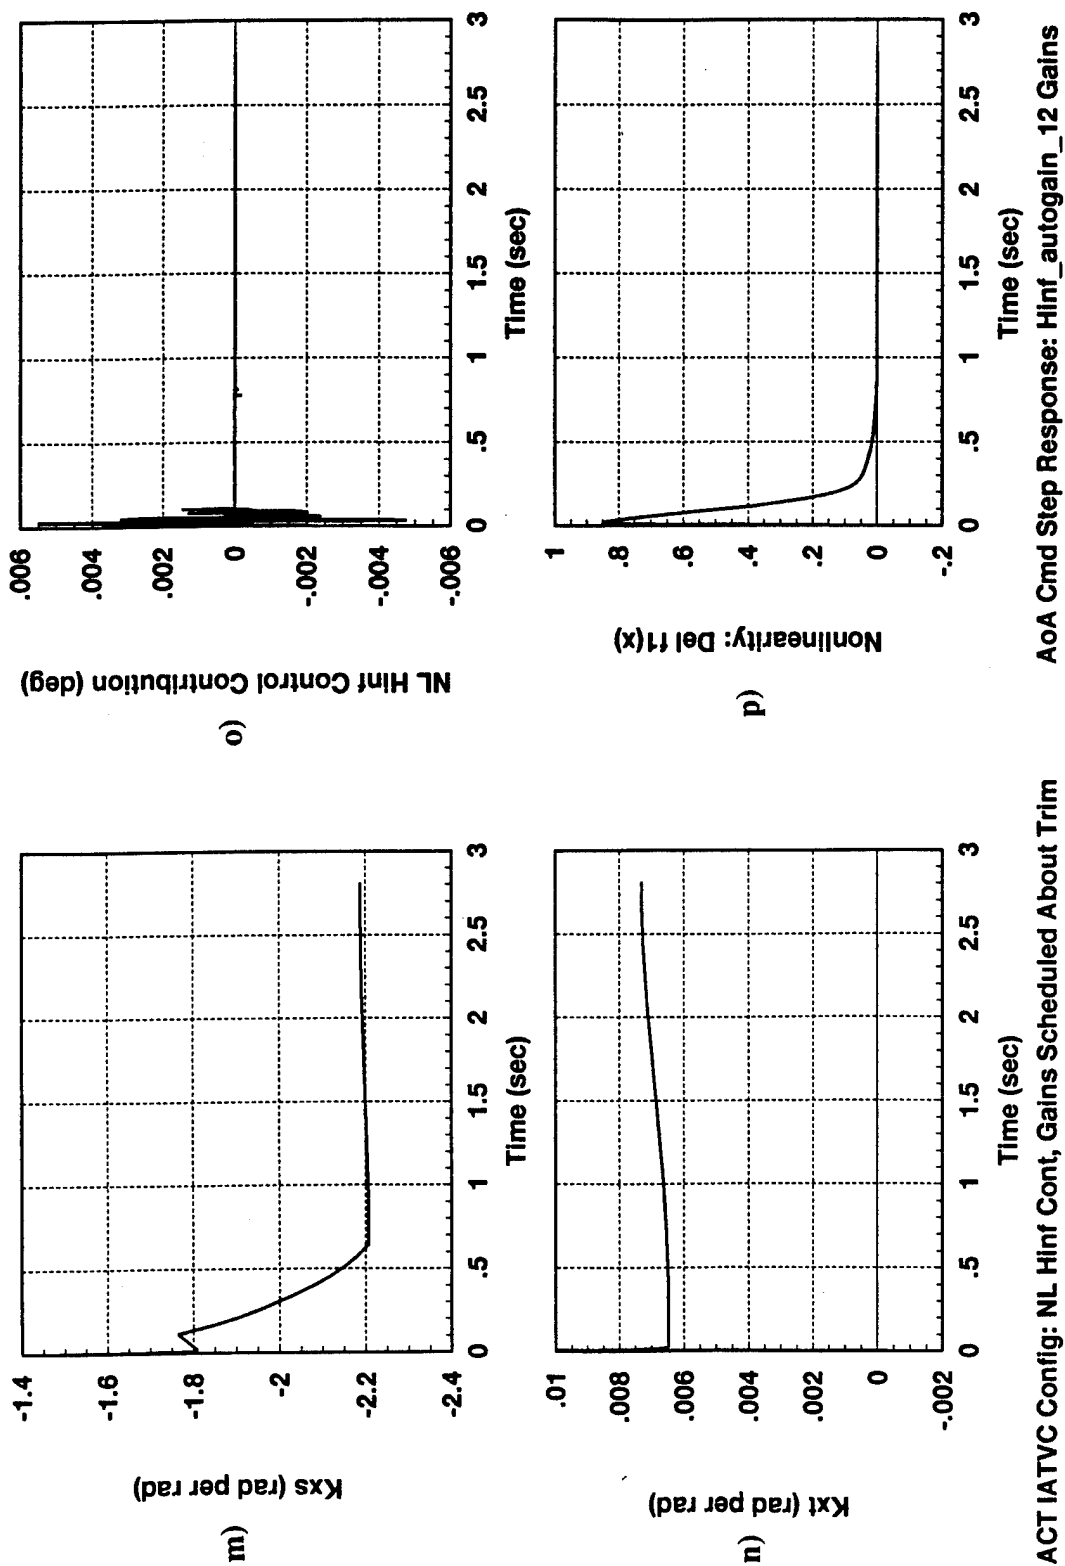 m)
Kxs (rad per rad)
-1.4
-1.6
-1.8
-2
-2.2
-2.4
0 .5 1 1.5 2 2.5 3
Time (sec)
n)
Kxt (rad per rad)
.01
.008
.006
.004
.002
0
-.002
0 .5 1 1.5 2 2.5 3
Time (sec)
o)
NL Hinf Control Contribution (deg)
.006
.004
.002
0
-.002
-.004
-.006
0 .5 1 1.5 2 2.5 3
Time (sec)
p)
Nonlinearity: Del f1(x)
1
.8
.6
.4
.2
0
-.2
0 .5 1 1.5 2 2.5 3
Time (sec)
ACT IATVC Config: NL Hinf Cont, Gains Scheduled About Trim AoA Cmd Step Response: Hinf_autogain_12 Gains